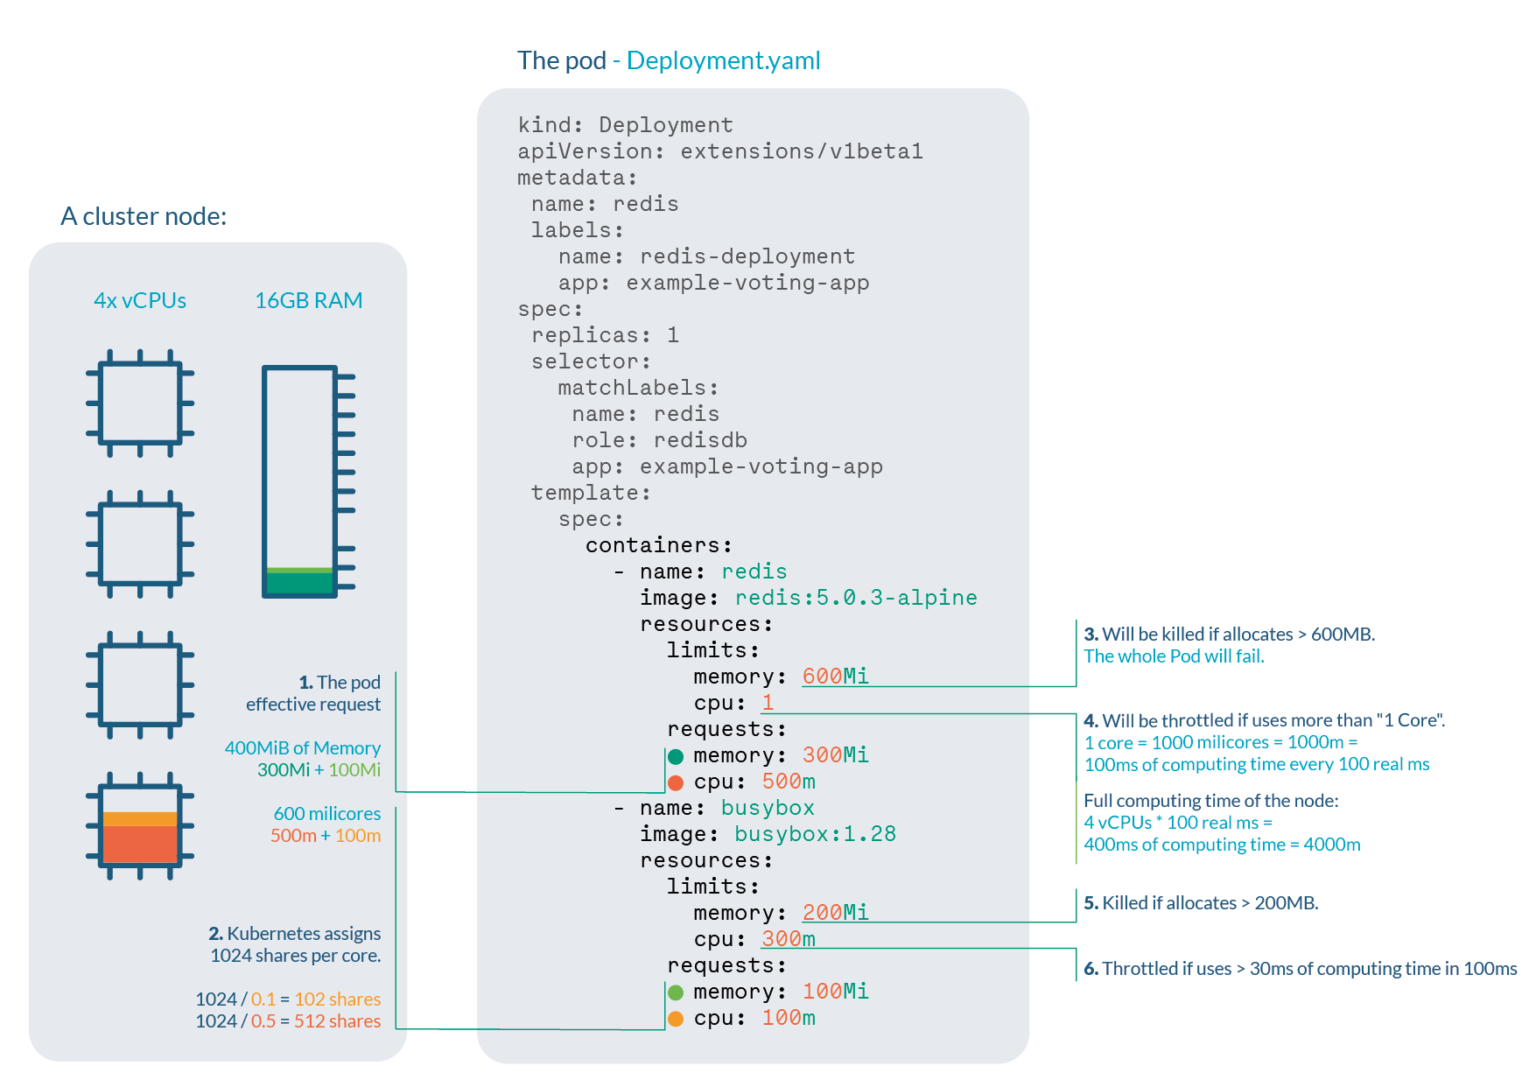 The pod - Deployment.yaml
kind: Deployment
apiVersion: extensions/v1beta1
metadata:
name: redis
labels:
name: redis-deployment
app: example-voting-app
spec:
replicas: 1
selector:
matchLabels:
name: redis
role: redisdb
app: example-voting-app
template:
spec:
containers:
- name: redis
image: redis:5.0.3-alpine
resources:
limits:
memory: 600Mi
cpu: 1
requests:
memory: 300Mi
cpu: 500m
- name: busybox
image: busybox:1.28
resources:
limits:
memory: 200Mi
cpu: 300m
requests:
memory: 100Mi
cpu: 100m
A cluster node:
4x vCPUs
16GB RAM
1. The pod
effective request
400MiB of Memory
300Mi + 100Mi
600 milicores
500m + 100m
2. Kubernetes assigns
1024 shares per core.
1024 / 0.1 = 102 shares
1024 / 0.5 = 512 shares
3. Will be killed if allocates > 600MB.
The whole Pod will fail.
4. Will be throttled if uses more than "1 Core".
1 core = 1000 milicores = 1000m =
100ms of computing time every 100 real ms
Full computing time of the node:
4 vCPUs * 100 real ms =
400ms of computing time = 4000m
5. Killed if allocates > 200MB.
6. Throttled if uses > 30ms of computing time in 100ms